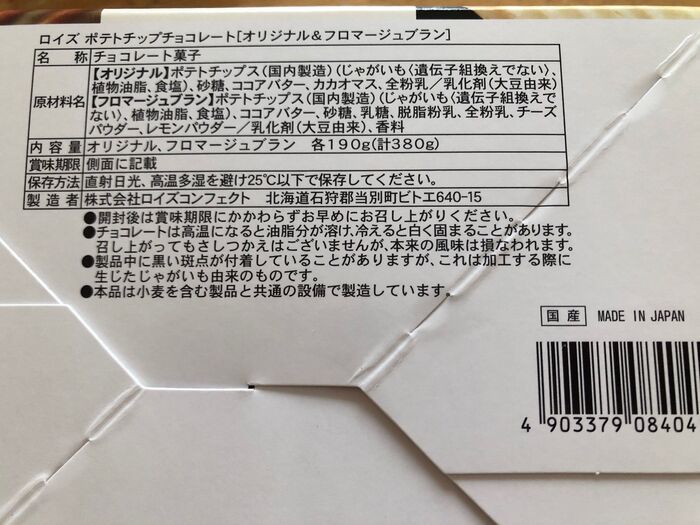 ロイズ ポテトチップチョコレート[オリジナル&フロマージュブラン]
名 称 チョコレート菓子
原材料名 【オリジナル】ポテトチップス(国内製造)(じゃがいも〈遺伝子組換えでない〉、
植物油脂、食塩)、砂糖、ココアバター、カカオマス、全粉乳/乳化剤(大豆由来)
【フロマージュブラン】ポテトチップス(国内製造)(じゃがいも〈遺伝子組換えで
ない〉、植物油脂、食塩)、ココアバター、砂糖、乳糖、脱脂粉乳、全粉乳、チーズ
パウダー、レモンパウダー/乳化剤(大豆由来)、香料
内 容 量 オリジナル、フロマージュブラン 各190g(計380g)
賞味期限 側面に記載
保存方法 直射日光、高温多湿を避け25℃以下で保存してください。
製 造 者 株式会社ロイズコンフェクト 北海道石狩郡当別町ビトエ640-15
●開封後は賞味期限にかかわらずお早めにお召し上がりください。
●チョコレートは高温になると油脂分が溶け、冷えると白く固まることがあります。
召し上がってもさしつかえはございませんが、本来の風味は損なわれます。
●製品中に黒い斑点が付着していることがありますが、これは加工する際に
生じたじゃがいも由来のものです。
●本品は小麦を含む製品と共通の設備で製造しています。
国 産 MADE IN JAPAN
4 903379 08404